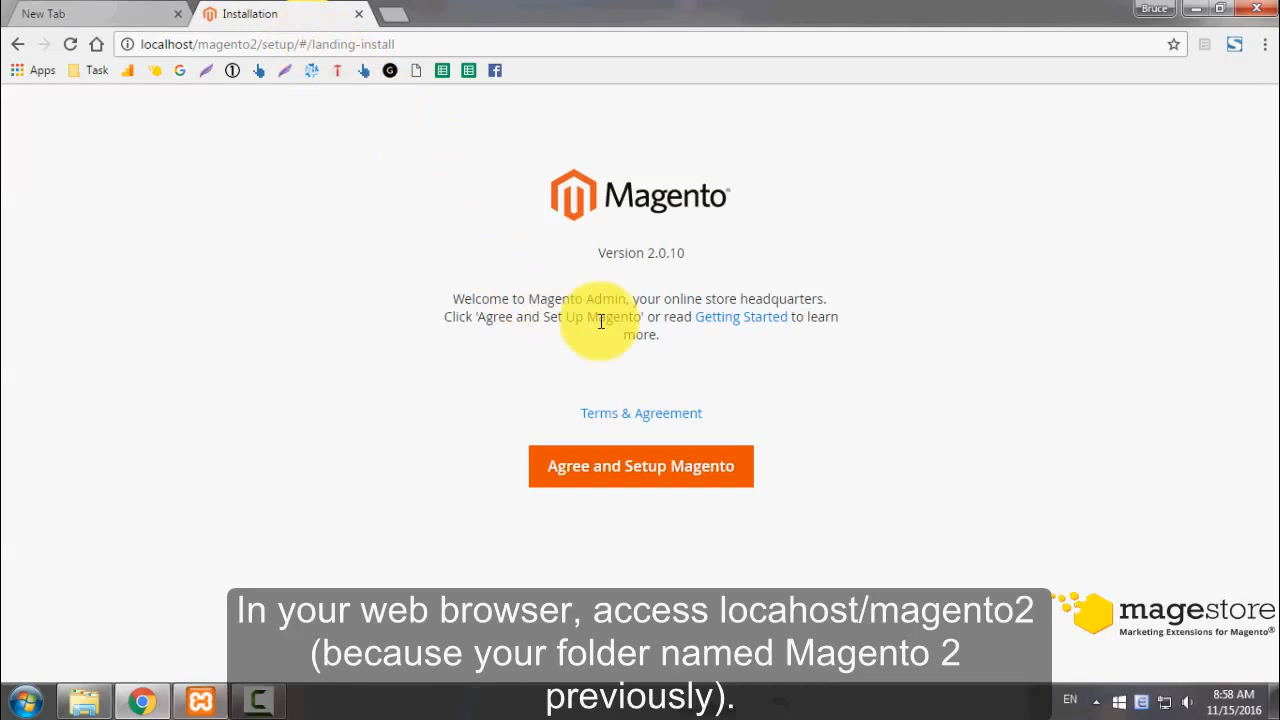 New Tab
Installation
Bruce
localhost/magento2/setup/#/landing-install
Apps
Task
Magento®
Version 2.0.10
Welcome to Magento Admin, your online store headquarters.
Click 'Agree and Set Up Magento' or read Getting Started to learn
more.
Terms & Agreement
Agree and Setup Magento
In your web browser, access locahost/magento2
(because your folder named Magento 2
previously).
magestore
Marketing Extensions for Magento®
EN
8:58 AM
11/15/2016